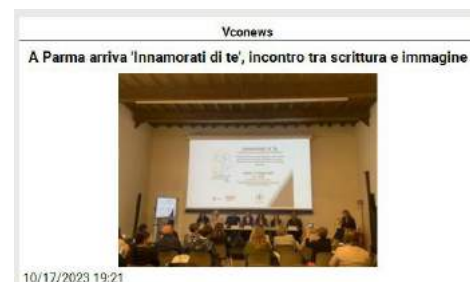 Vconews
A Parma arriva 'Innamorati di te', incontro tra scrittura e immagine
10/17/2023 19:21